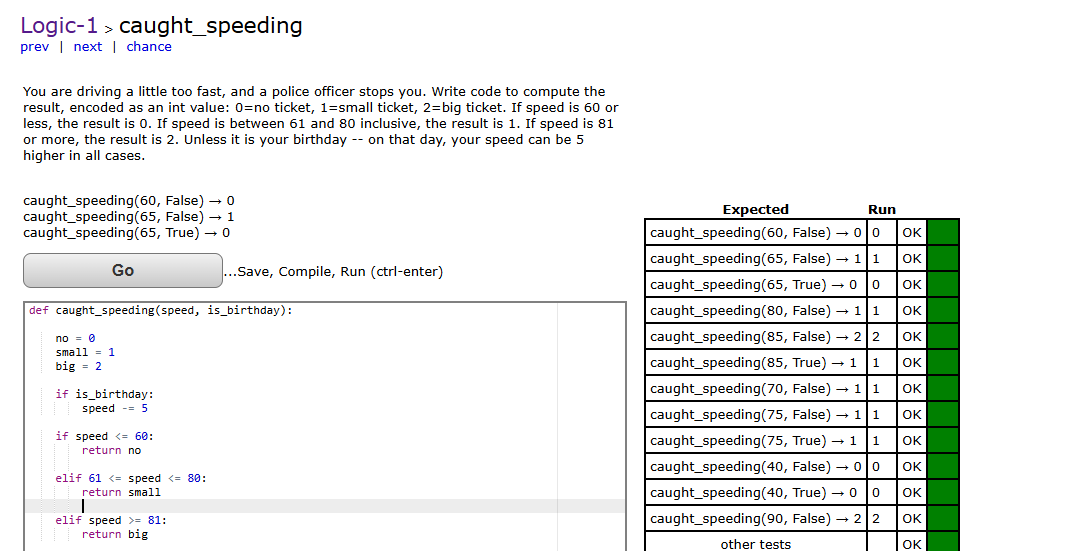 Logic-1 > caught_speeding
prev | next | chance
You are driving a little too fast, and a police officer stops you. Write code to compute the
result, encoded as an int value: 0=no ticket, 1=small ticket, 2=big ticket. If speed is 60 or
less, the result is 0. If speed is between 61 and 80 inclusive, the result is 1. If speed is 81
or more, the result is 2. Unless it is your birthday -- on that day, your speed can be 5
higher in all cases.
caught_speeding(60, False) → 0
caught_speeding(65, False) → 1
caught_speeding(65, True) → 0
Go
...Save, Compile, Run (ctrl-enter)
def caught_speeding(speed, is_birthday):
no = 0
small = 1
big = 2
if is_birthday:
speed -= 5
if speed <= 60:
return no
elif 61 <= speed <= 80:
return small
elif speed >= 81:
return big
Expected Run
caught_speeding(60, False) → 0 0 OK
caught_speeding(65, False) → 1 1 OK
caught_speeding(65, True) → 0 0 OK
caught_speeding(80, False) → 1 1 OK
caught_speeding(85, False) → 2 2 OK
caught_speeding(85, True) → 1 1 OK
caught_speeding(70, False) → 1 1 OK
caught_speeding(75, False) → 1 1 OK
caught_speeding(75, True) → 1 1 OK
caught_speeding(40, False) → 0 0 OK
caught_speeding(40, True) → 0 0 OK
caught_speeding(90, False) → 2 2 OK
other tests OK